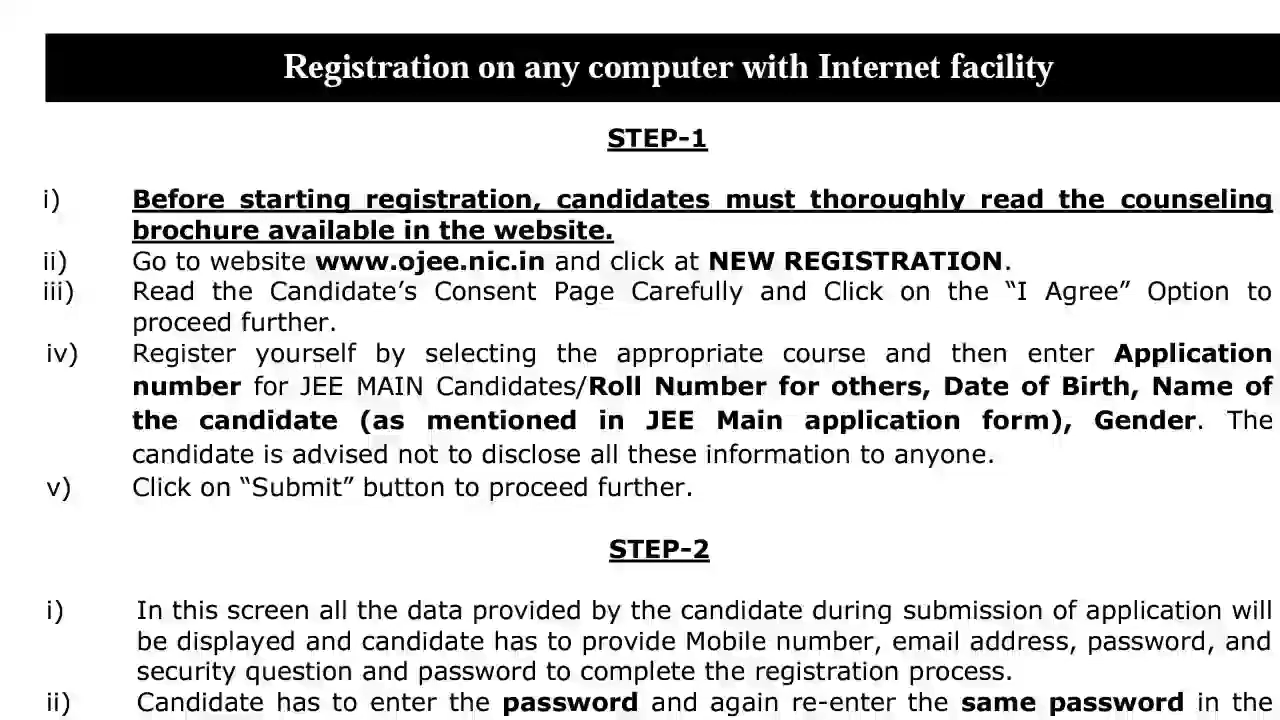 Registration on any computer with Internet facility
STEP-1
i) Before starting registration, candidates must thoroughly read the counseling
brochure available in the website.
ii) Go to website www.ojee.nic.in and click at NEW REGISTRATION.
iii) Read the Candidate’s Consent Page Carefully and Click on the “I Agree” Option to
proceed further.
iv) Register yourself by selecting the appropriate course and then enter Application
number for JEE MAIN Candidates/Roll Number for others, Date of Birth, Name of
the candidate (as mentioned in JEE Main application form), Gender. The
candidate is advised not to disclose all these information to anyone.
v) Click on “Submit” button to proceed further.
STEP-2
i) In this screen all the data provided by the candidate during submission of application will
be displayed and candidate has to provide Mobile number, email address, password, and
security question and password to complete the registration process.
ii) Candidate has to enter the password and again re-enter the same password in the